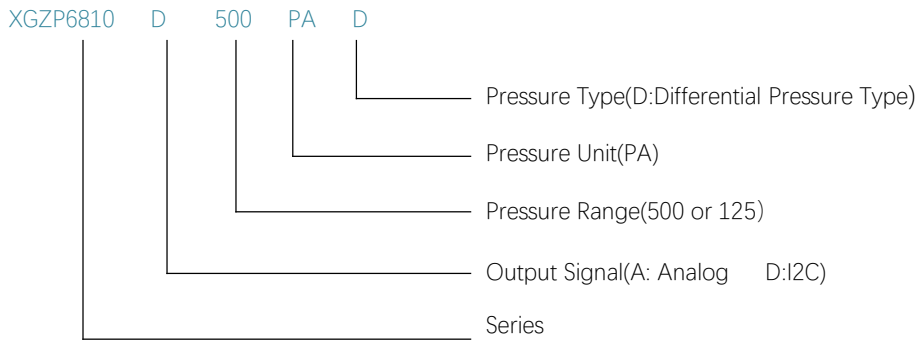 XGZP6810 D 500 PA D
Pressure Type(D:Differential Pressure Type)
Pressure Unit(PA)
Pressure Range(500 or 125)
Output Signal(A: Analog D:I2C)
Series